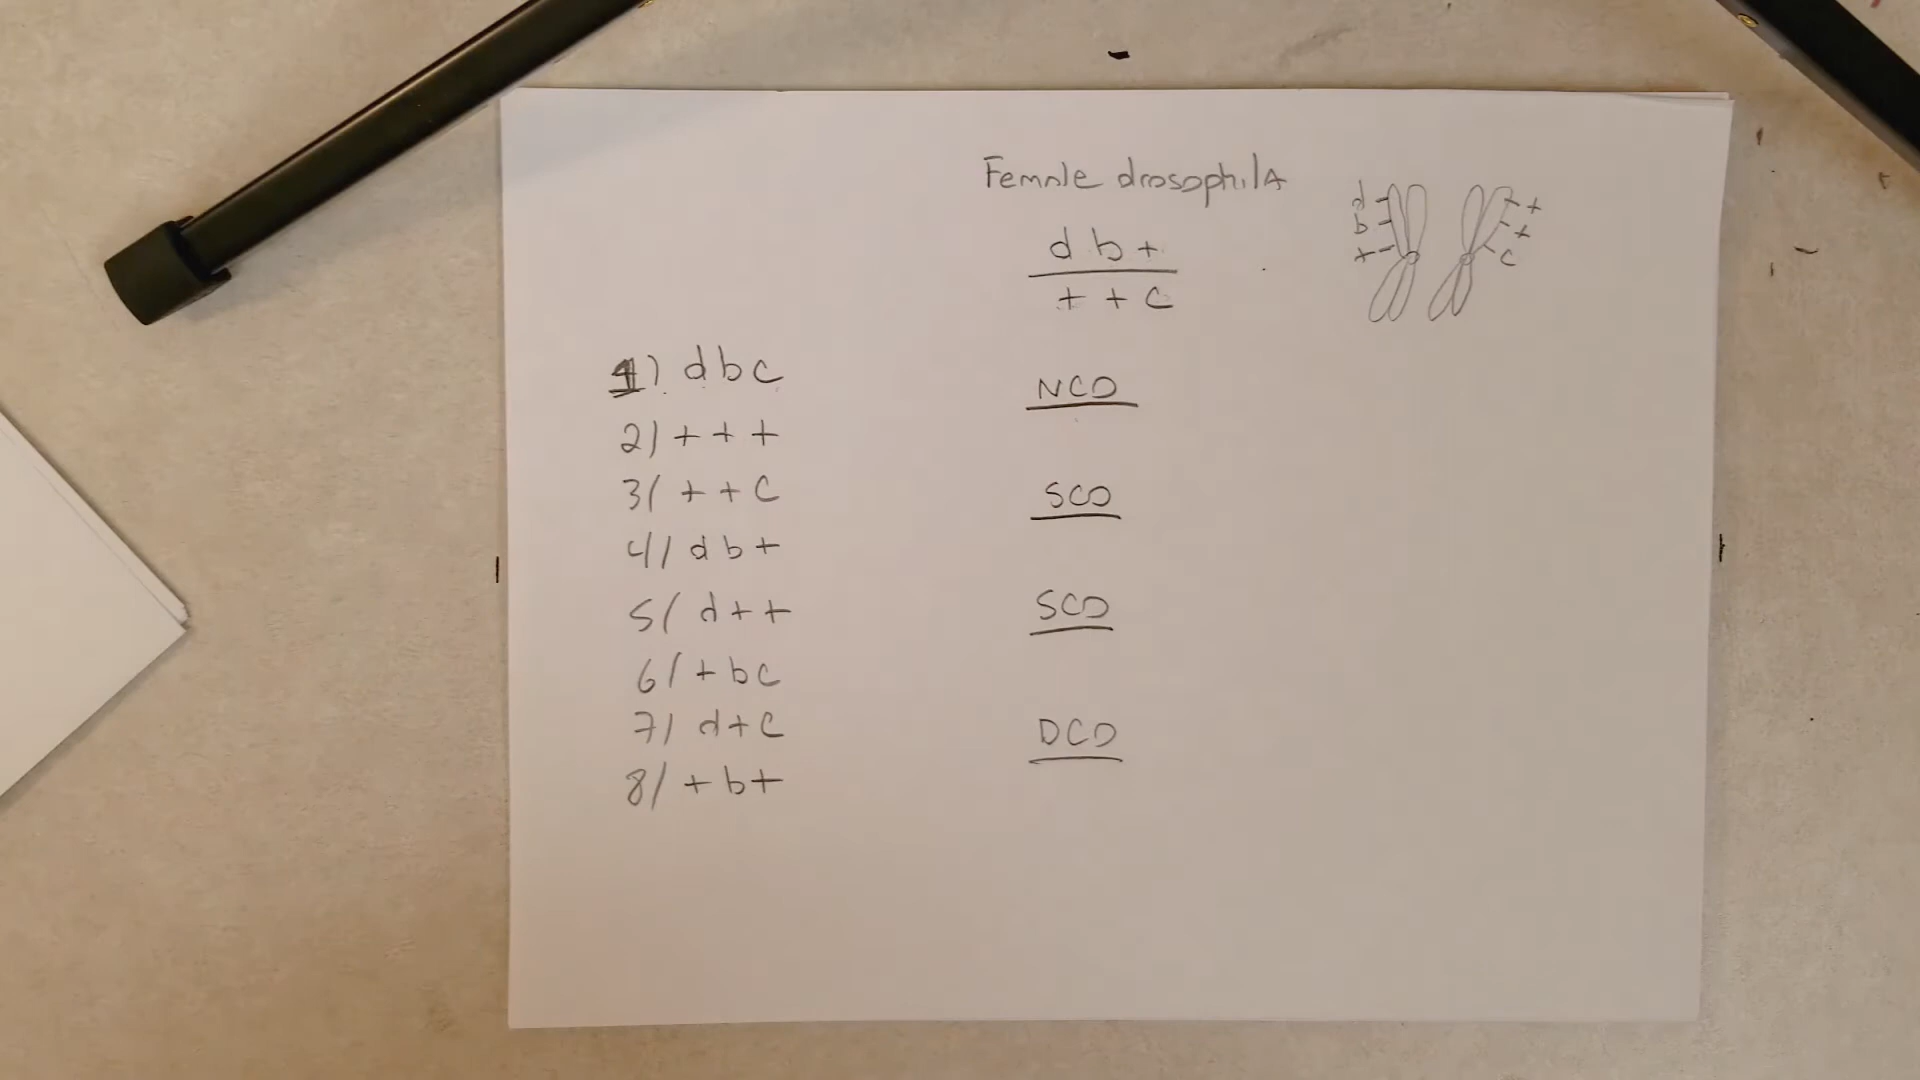 Female drosophilA
d b +
+ + c
d
b
+
+
+
c
1) d b c
2) + + +
3/ + + c
4/ d b +
5/ d + +
6/ + b c
7/ d + c
8/ + b +
NCO
SCO
SCO
DCO